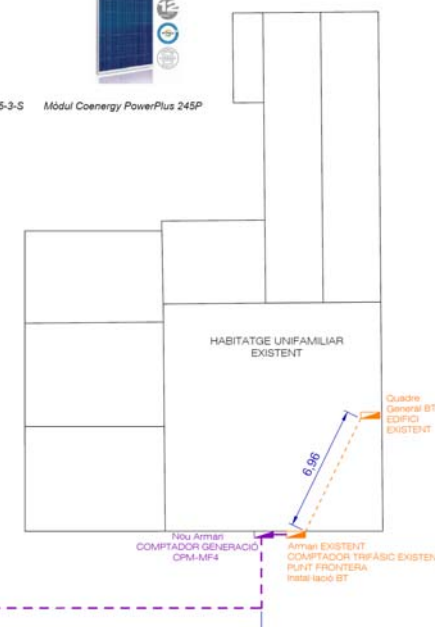 5-3-S Mòdul Coenergy PowerPlus 245P
HABITATGE UNIFAMILIAR
EXISTENT
Quadre
General BT
EDIFICI
EXISTENT
6,96
Nou Armari
COMPTADOR GENERACIÓ
CPM-MF4
Armari EXISTENT
COMPTADOR TRIFÀSIC EXISTEN
PUNT FRONTERA
Instal·lació BT